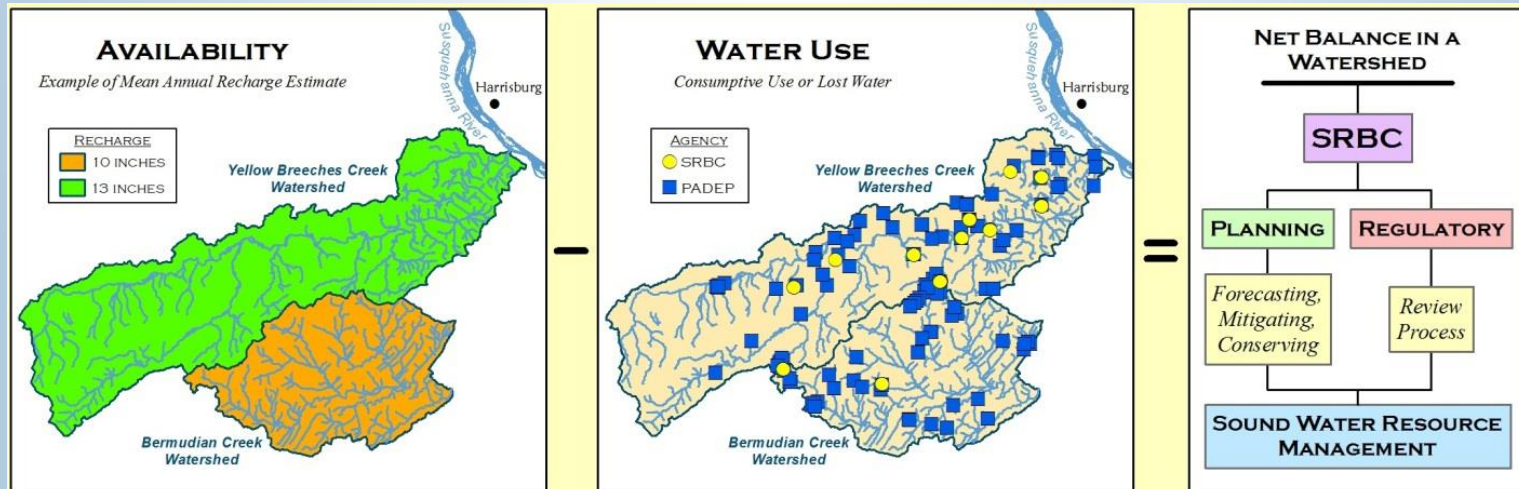 AVAILABILITY
Example of Mean Annual Recharge Estimate
Susquehanna River
Harrisburg
RECHARGE
10 INCHES
13 INCHES
Yellow Breeches Creek
Watershed
Bermudian Creek
Watershed
−
WATER USE
Consumptive Use or Lost Water
Susquehanna River
Harrisburg
AGENCY
SRBC
PADEP
Yellow Breeches Creek
Watershed
Bermudian Creek
Watershed
=
NET BALANCE IN A
WATERSHED
SRBC
PLANNING
REGULATORY
Forecasting,
Mitigating,
Conserving
Review
Process
SOUND WATER RESOURCE
MANAGEMENT